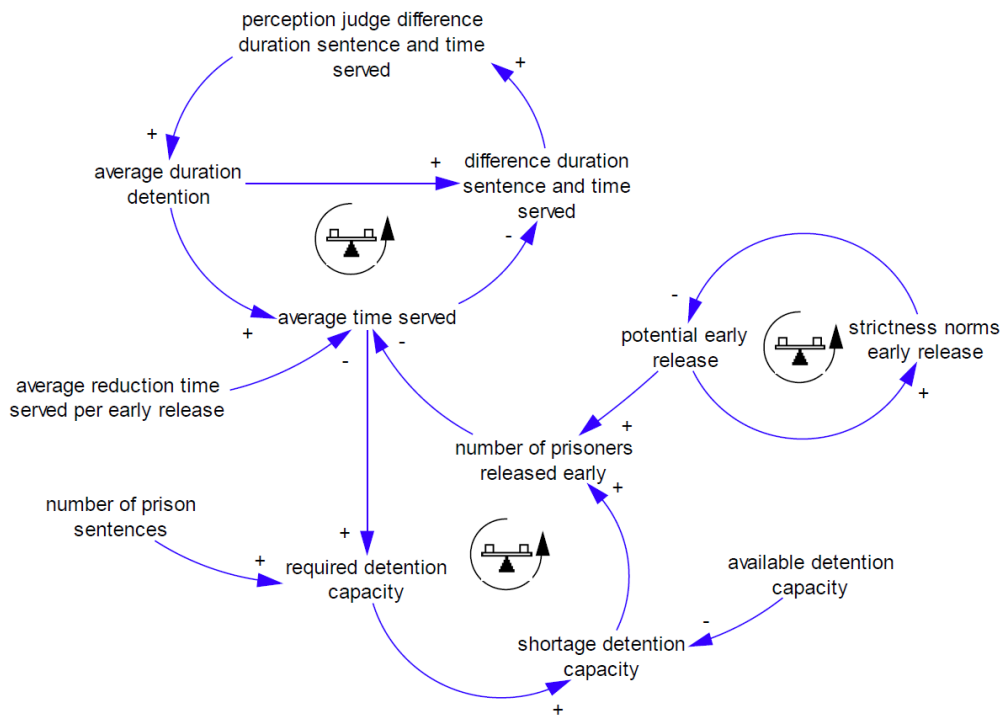 perception judge difference
duration sentence and time
served
+
+
average duration
detention
+
difference duration
sentence and time
served
-
+
average time served
-
-
average reduction time
served per early release
-
potential early
release
strictness norms
early release
+
+
number of prisoners
released early
+
number of prison
sentences
+
+
required detention
capacity
available detention
capacity
-
shortage detention
capacity
+